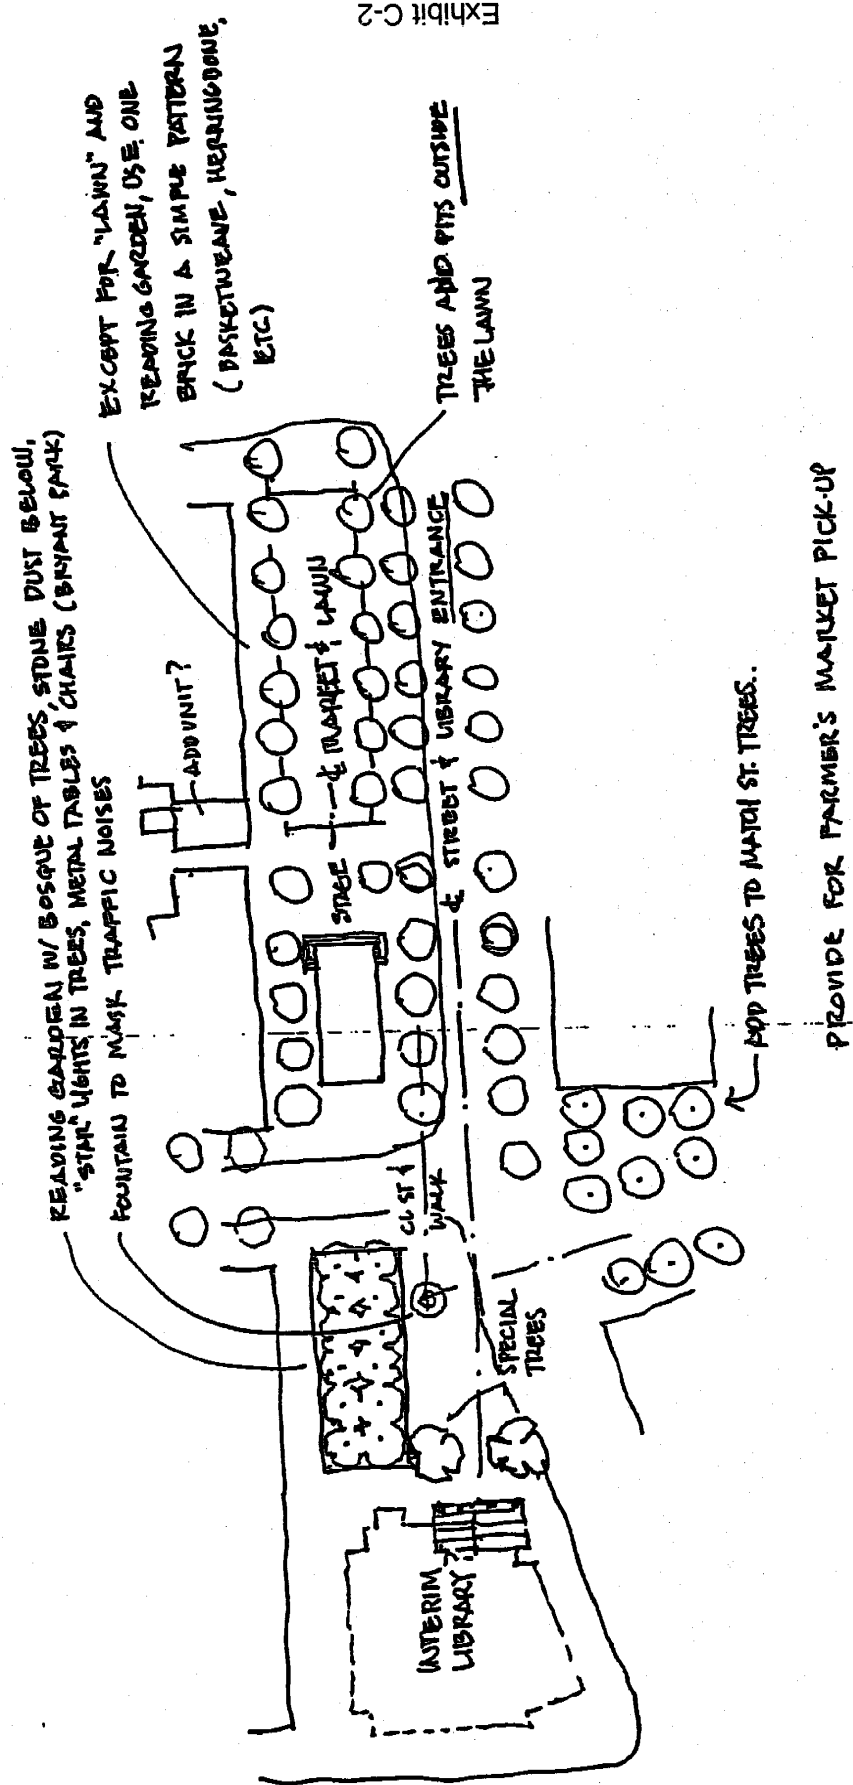 Exhibit C-2
READING GARDEN W/ BOSQUE OF TREES, STONE DUST BELOW,
"STAR" LIGHTS IN TREES, METAL TABLES & CHAIRS (BRYANT PARK)
FOUNTAIN TO MASK TRAFFIC NOISES
EXCEPT FOR "LAWN" AND
READING GARDEN, USE ONE
BRICK IN A SIMPLE PATTERN
(BASKETWEAVE, HERRINGBONE,
ETC)
ADD UNIT?
TREES AND PITS OUTSIDE
THE LAWN
STAGE
℄ MARKET & LAWN
℄ STREET & LIBRARY ENTRANCE
CL ST &
WALK
SPECIAL
TREES
INTERIM
LIBRARY
ADD TREES TO MATCH ST. TREES..
PROVIDE FOR FARMER'S MARKET PICK-UP